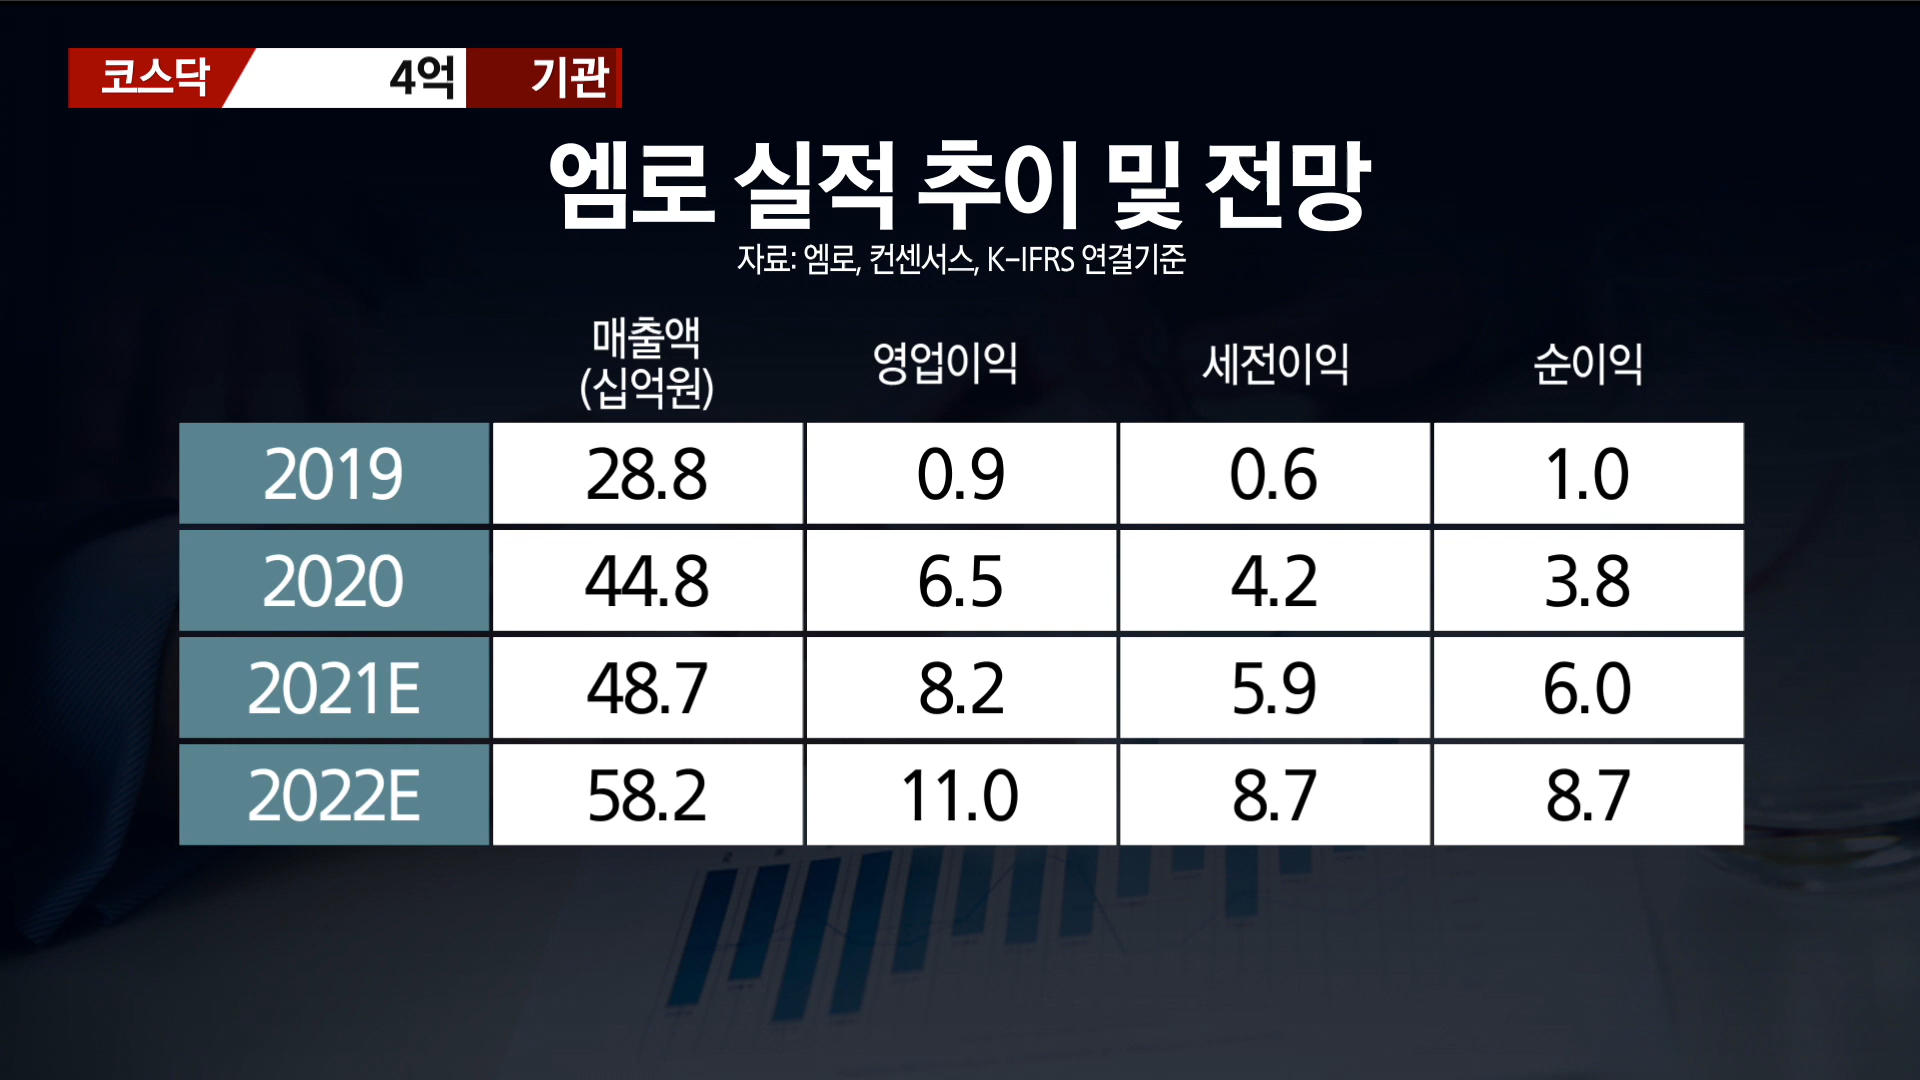 코스닥 4억 기관
엠로 실적 추이 및 전망
자료: 엠로, 컨센서스, K-IFRS 연결기준
매출액
(십억원)
영업이익 세전이익 순이익
2019 28.8 0.9 0.6 1.0
2020 44.8 6.5 4.2 3.8
2021E 48.7 8.2 5.9 6.0
2022E 58.2 11.0 8.7 8.7